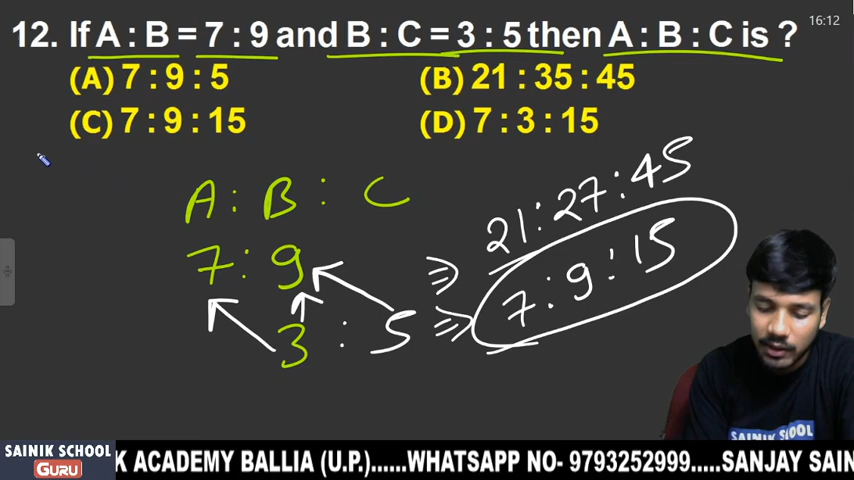 12. If A : B = 7 : 9 and B : C = 3 : 5 then A : B : C is ?
16:12
(A) 7 : 9 : 5
(B) 21 : 35 : 45
(C) 7 : 9 : 15
(D) 7 : 3 : 15
A : B : C
7 : 9
3 : 5
21 : 27 : 45
7 : 9 : 15
SAINIK SCHOOL
SAINIK SCHOOL
Guru
K ACADEMY BALLIA (U.P.)......WHATSAPP NO- 9793252999.....SANJAY SAIN